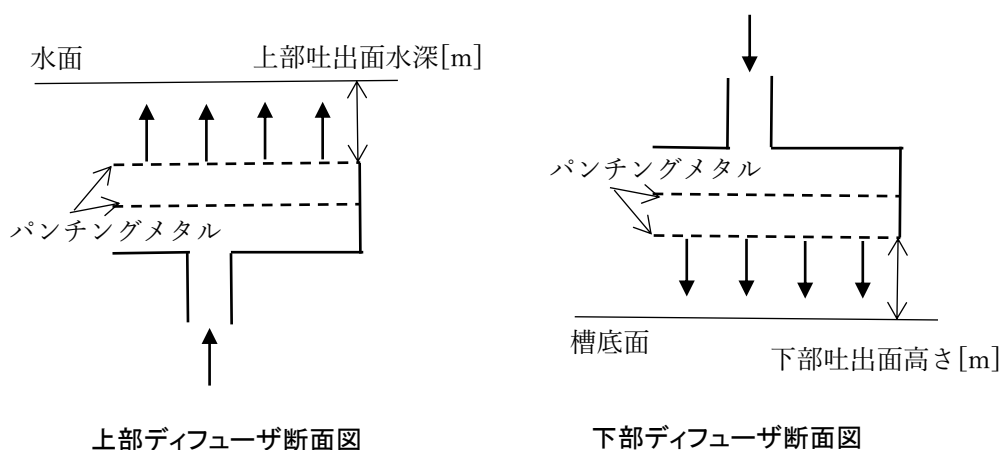 水面
上部吐出面水深[m]
パンチングメタル
上部ディフューザ断面図
パンチングメタル
槽底面
下部吐出面高さ[m]
下部ディフューザ断面図